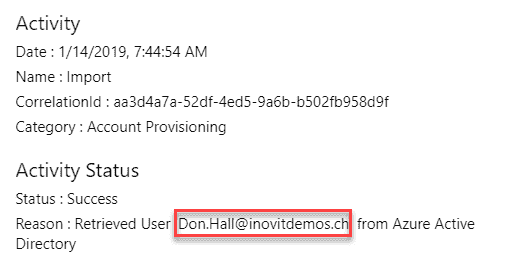 Activity
Date : 1/14/2019, 7:44:54 AM
Name : Import
CorrelationId : aa3d4a7a-52df-4ed5-9a6b-b502fb958d9f
Category : Account Provisioning
Activity Status
Status : Success
Reason : Retrieved User Don.Hall@inovitdemos.ch from Azure Active
Directory